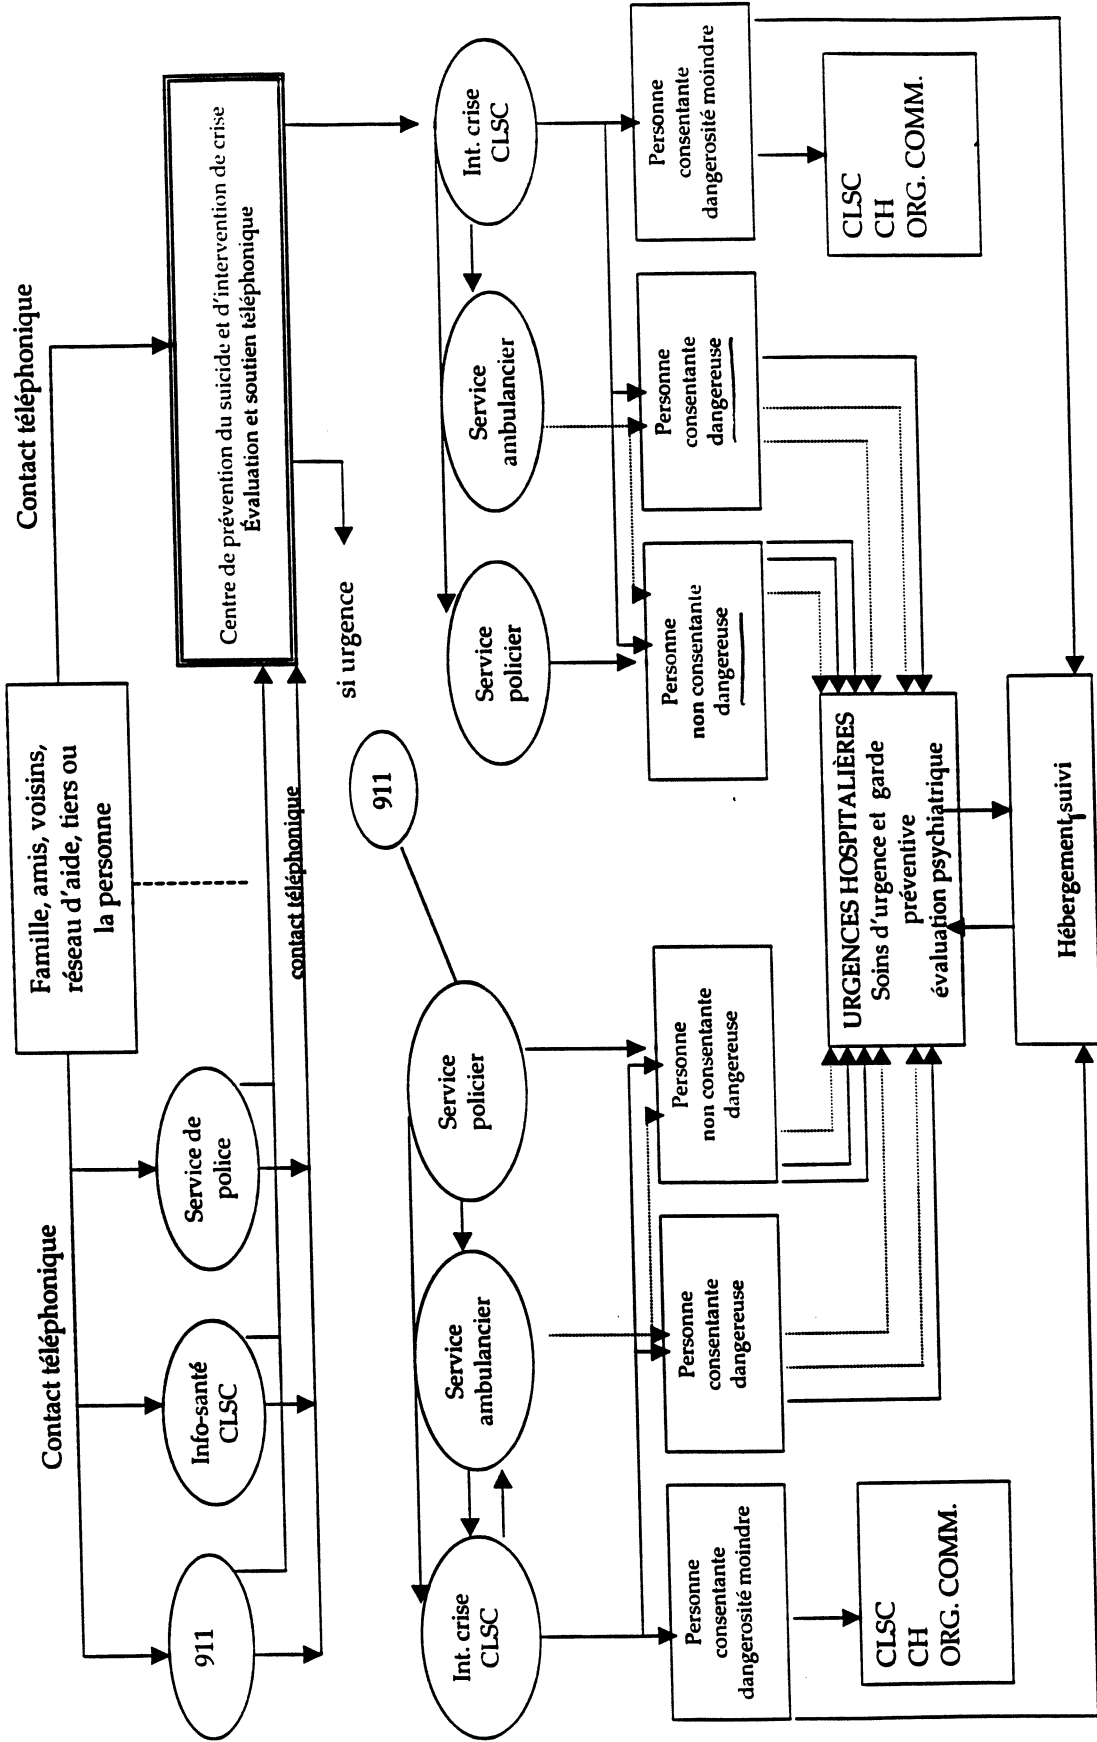 Famille, amis, voisins,
réseau d'aide, tiers ou
la personne
Contact téléphonique
Contact téléphonique
911
Info-santé
CLSC
Service de
police
Centre de prévention du suicide et d'intervention de crise
Évaluation et soutien téléphonique
contact téléphonique
si urgence
911
Int. crise
CLSC
Service
ambulancier
Service
policier
Service
policier
Service
ambulancier
Int. crise
CLSC
Personne
consentante
dangerosité moindre
Personne
consentante
dangereuse
Personne
non consentante
dangereuse
Personne
non consentante
dangereuse
Personne
consentante
dangereuse
Personne
consentante
dangerosité moindre
CLSC
CH
ORG. COMM.
URGENCES HOSPITALIÈRES
Soins d'urgence et garde
préventive
évaluation psychiatrique
CLSC
CH
ORG. COMM.
Hébergement, suivi